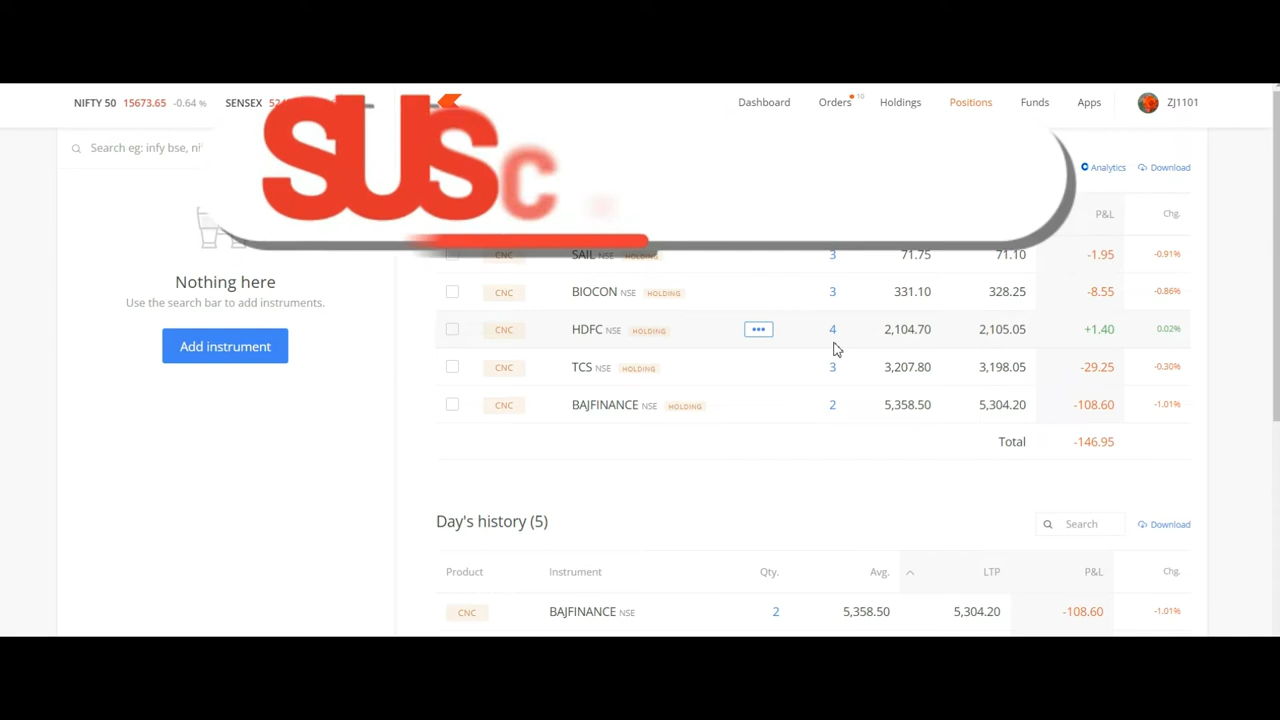 NIFTY 50 15673.65 -0.64 % SENSEX Dashboard Orders 10 Holdings Positions Funds Apps ZJ1101
SUSc
Search eg: infy bse, ni
Analytics Download
P&L Chg.
CNC SAIL NSE HOLDING 3 71.75 71.10 -1.95 -0.91%
Nothing here
Use the search bar to add instruments.
Add instrument
CNC BIOCON NSE HOLDING 3 331.10 328.25 -8.55 -0.86%
CNC HDFC NSE HOLDING ••• 4 2,104.70 2,105.05 +1.40 0.02%
CNC TCS NSE HOLDING 3 3,207.80 3,198.05 -29.25 -0.30%
CNC BAJFINANCE NSE HOLDING 2 5,358.50 5,304.20 -108.60 -1.01%
Total -146.95
Day's history (5) Search Download
Product Instrument Qty. Avg. LTP P&L Chg.
CNC BAJFINANCE NSE 2 5,358.50 5,304.20 -108.60 -1.01%